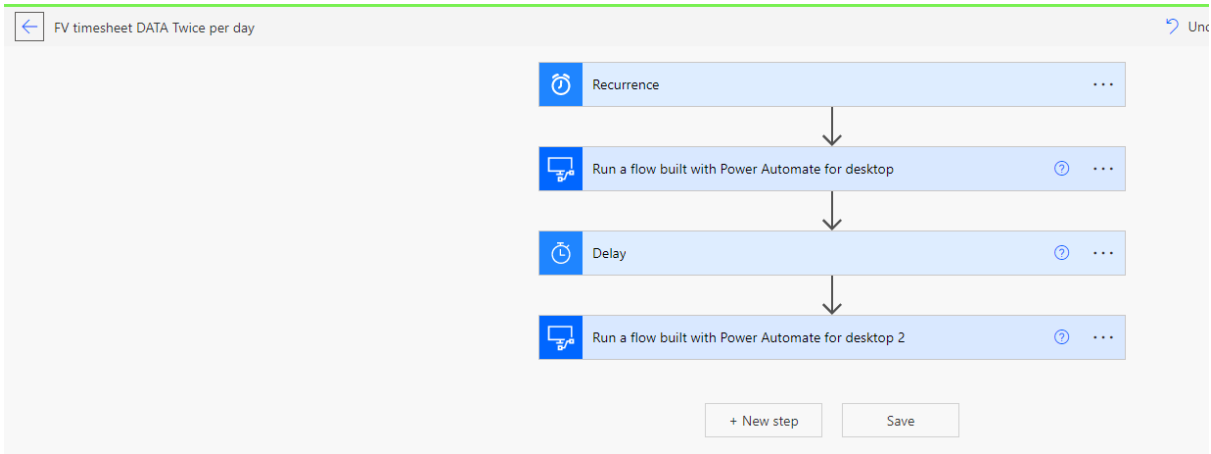 FV timesheet DATA Twice per day
Recurrence
Run a flow built with Power Automate for desktop
Delay
Run a flow built with Power Automate for desktop 2
+ New step
Save